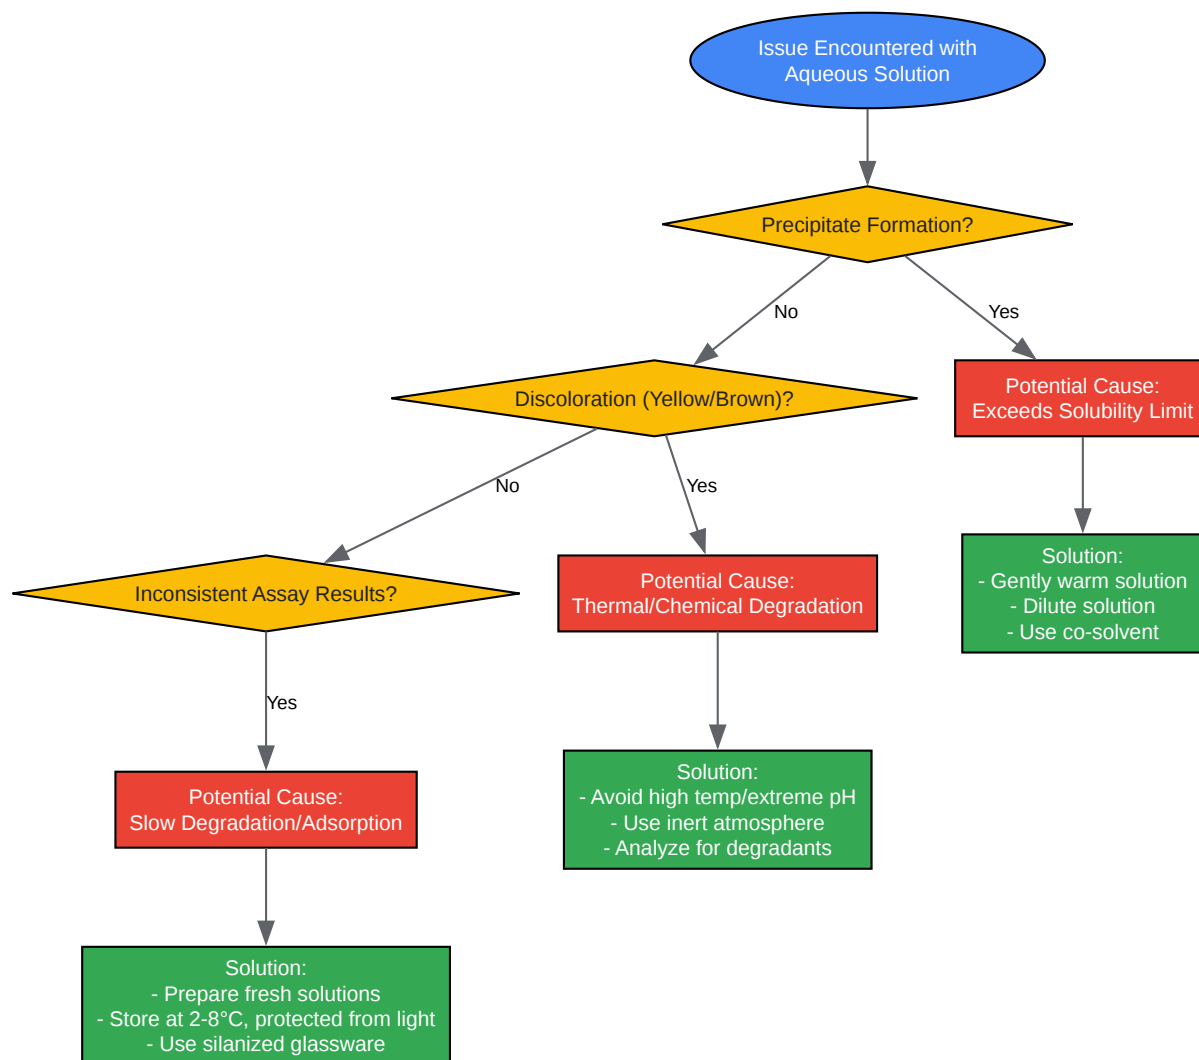 Issue Encountered with
Aqueous Solution
Precipitate Formation?
No
Yes
Discoloration (Yellow/Brown)?
Potential Cause:
Exceeds Solubility Limit
No
Yes
Solution:
- Gently warm solution
- Dilute solution
- Use co-solvent
Inconsistent Assay Results?
Potential Cause:
Thermal/Chemical Degradation
Yes
Solution:
- Avoid high temp/extreme pH
- Use inert atmosphere
- Analyze for degradants
Potential Cause:
Slow Degradation/Adsorption
Solution:
- Prepare fresh solutions
- Store at 2-8°C, protected from light
- Use silanized glassware